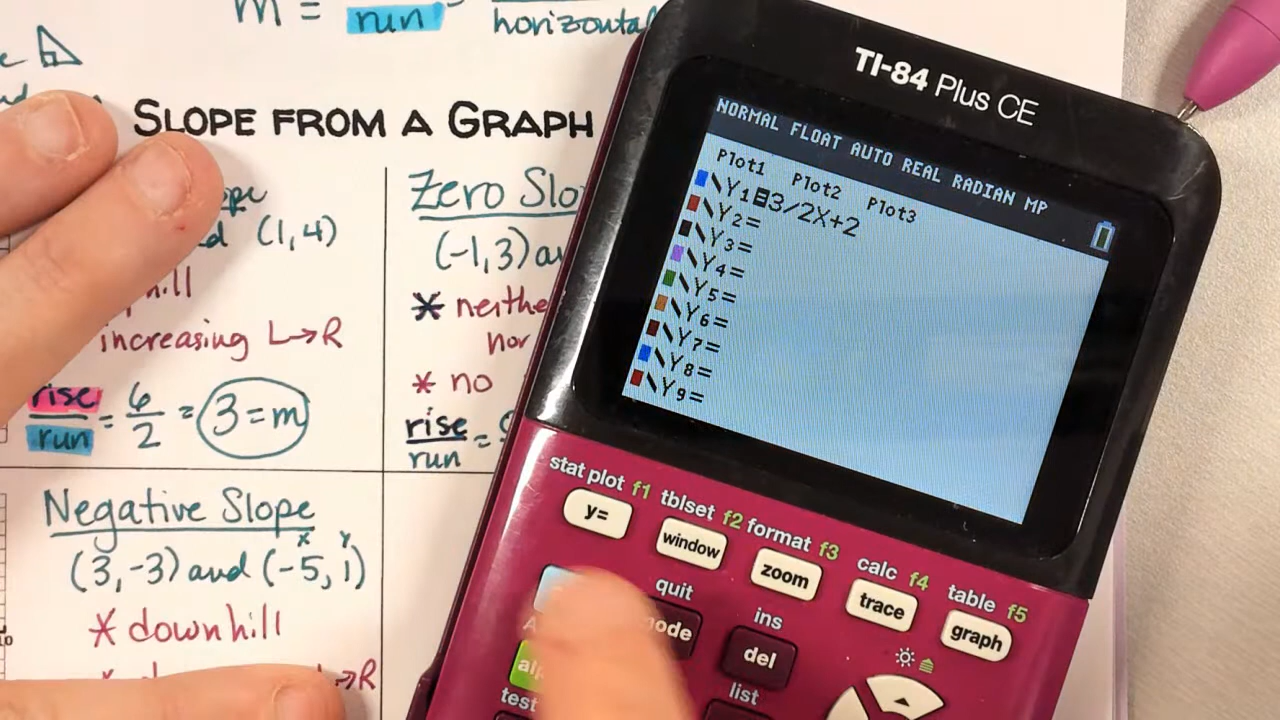 m = run
horizontal
SLOPE FROM A GRAPH
(1,4)
increasing L→R
rise
run
= 6/2 = 3 = m
Zero Slo
(-1,3) a
* neithe
nor
* no
rise
run
=
Negative Slope
x y
(3,-3) and (-5,1)
* downhill
→R
TI-84 Plus CE
NORMAL FLOAT AUTO REAL RADIAN MP
Plot1 Plot2 Plot3
\Y1=3/2X+2
\Y2=
\Y3=
\Y4=
\Y5=
\Y6=
\Y7=
\Y8=
\Y9=
stat plot f1 tblset f2 format f3 calc f4 table f5
y= window zoom trace graph
quit ins
ode del
test list